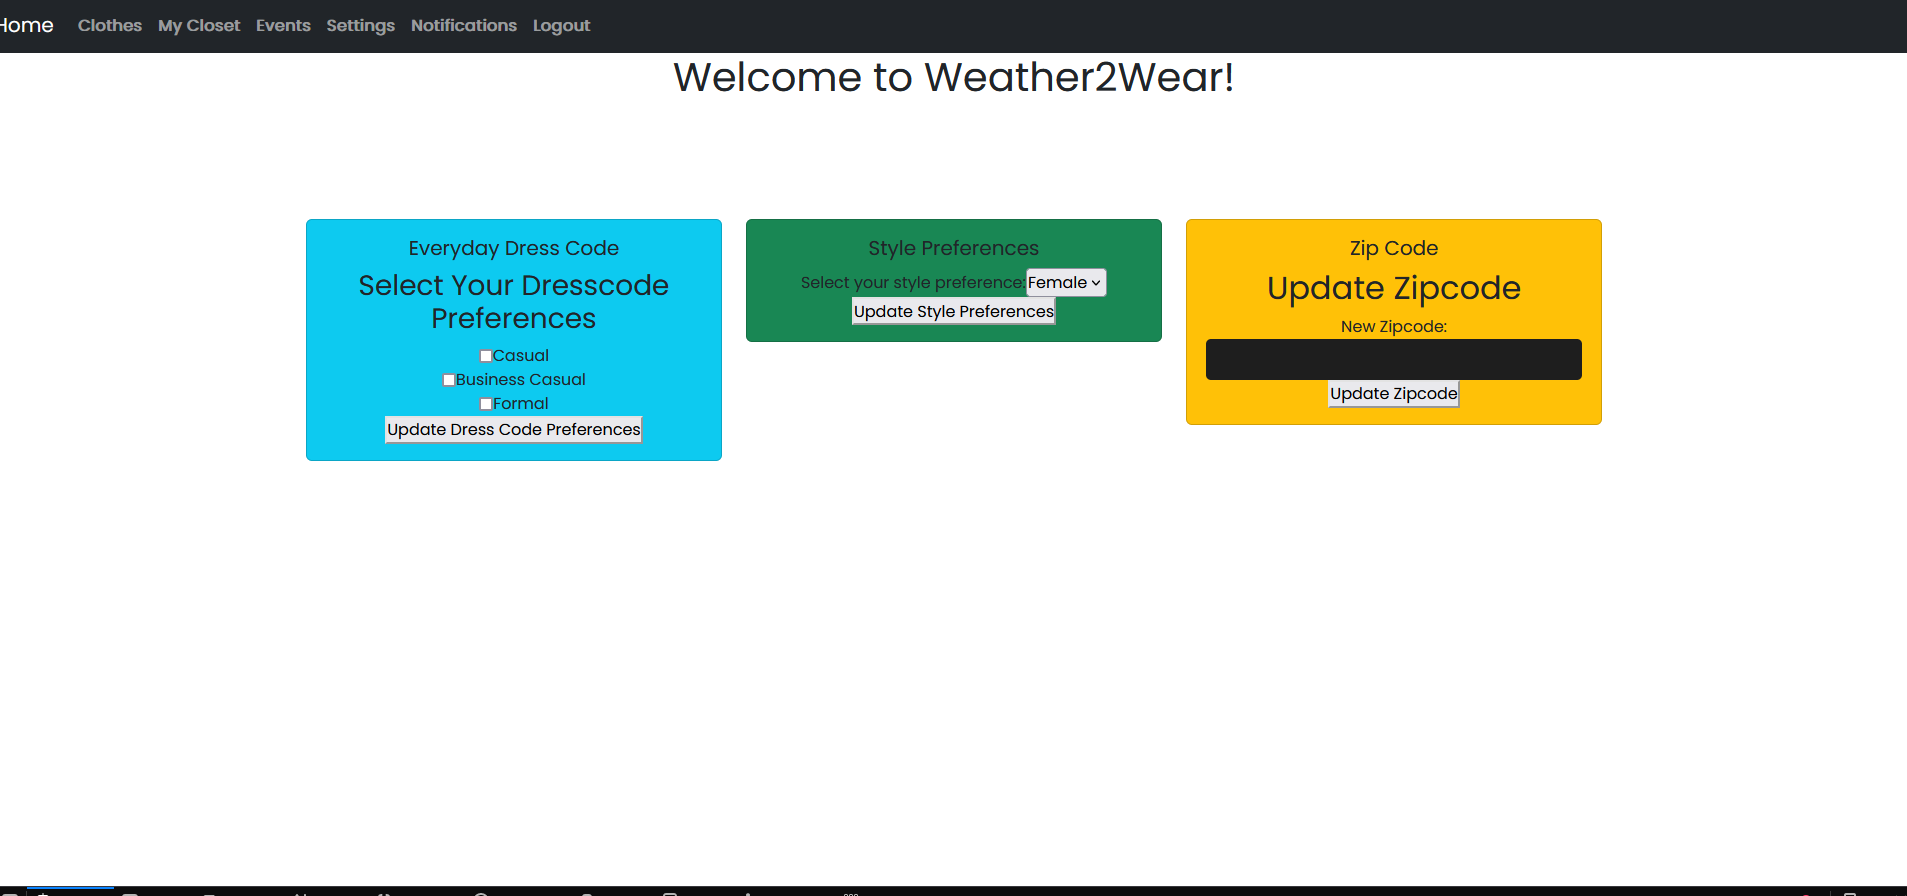 Home Clothes My Closet Events Settings Notifications Logout
Welcome to Weather2Wear!
Everyday Dress Code
Select Your Dresscode
Preferences
Casual
Business Casual
Formal
Update Dress Code Preferences
Style Preferences
Select your style preference: Female
Update Style Preferences
Zip Code
Update Zipcode
New Zipcode:
Update Zipcode